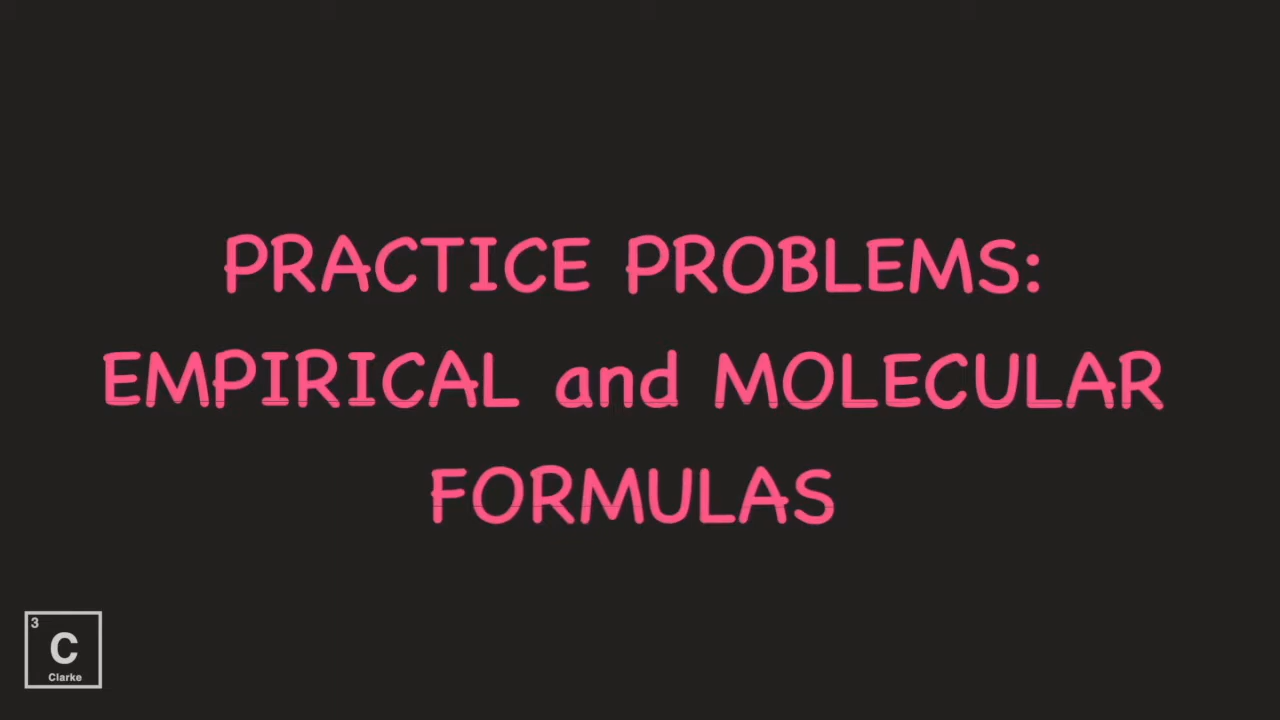 PRACTICE PROBLEMS:
EMPIRICAL and MOLECULAR
FORMULAS
3
C
Clarke